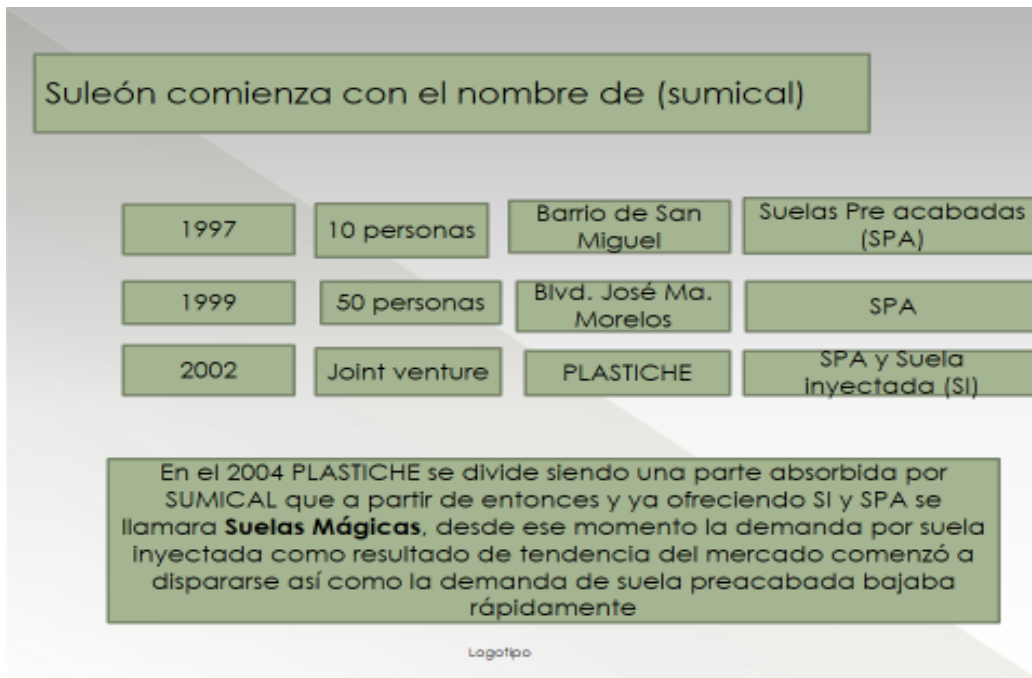 Suleón comienza con el nombre de (sumical)
1997
10 personas
Barrio de San
Miguel
Suelas Pre acabadas
(SPA)
1999
50 personas
Blvd. José Ma.
Morelos
SPA
2002
Joint venture
PLASTICHE
SPA y Suela
inyectada (SI)
En el 2004 PLASTICHE se divide siendo una parte absorbida por
SUMICAL que a partir de entonces y ya ofreciendo SI y SPA se
llamara Suelas Mágicas, desde ese momento la demanda por suela
inyectada como resultado de tendencia del mercado comenzó a
dispararse así como la demanda de suela preacabada bajaba
rápidamente
Logotipo